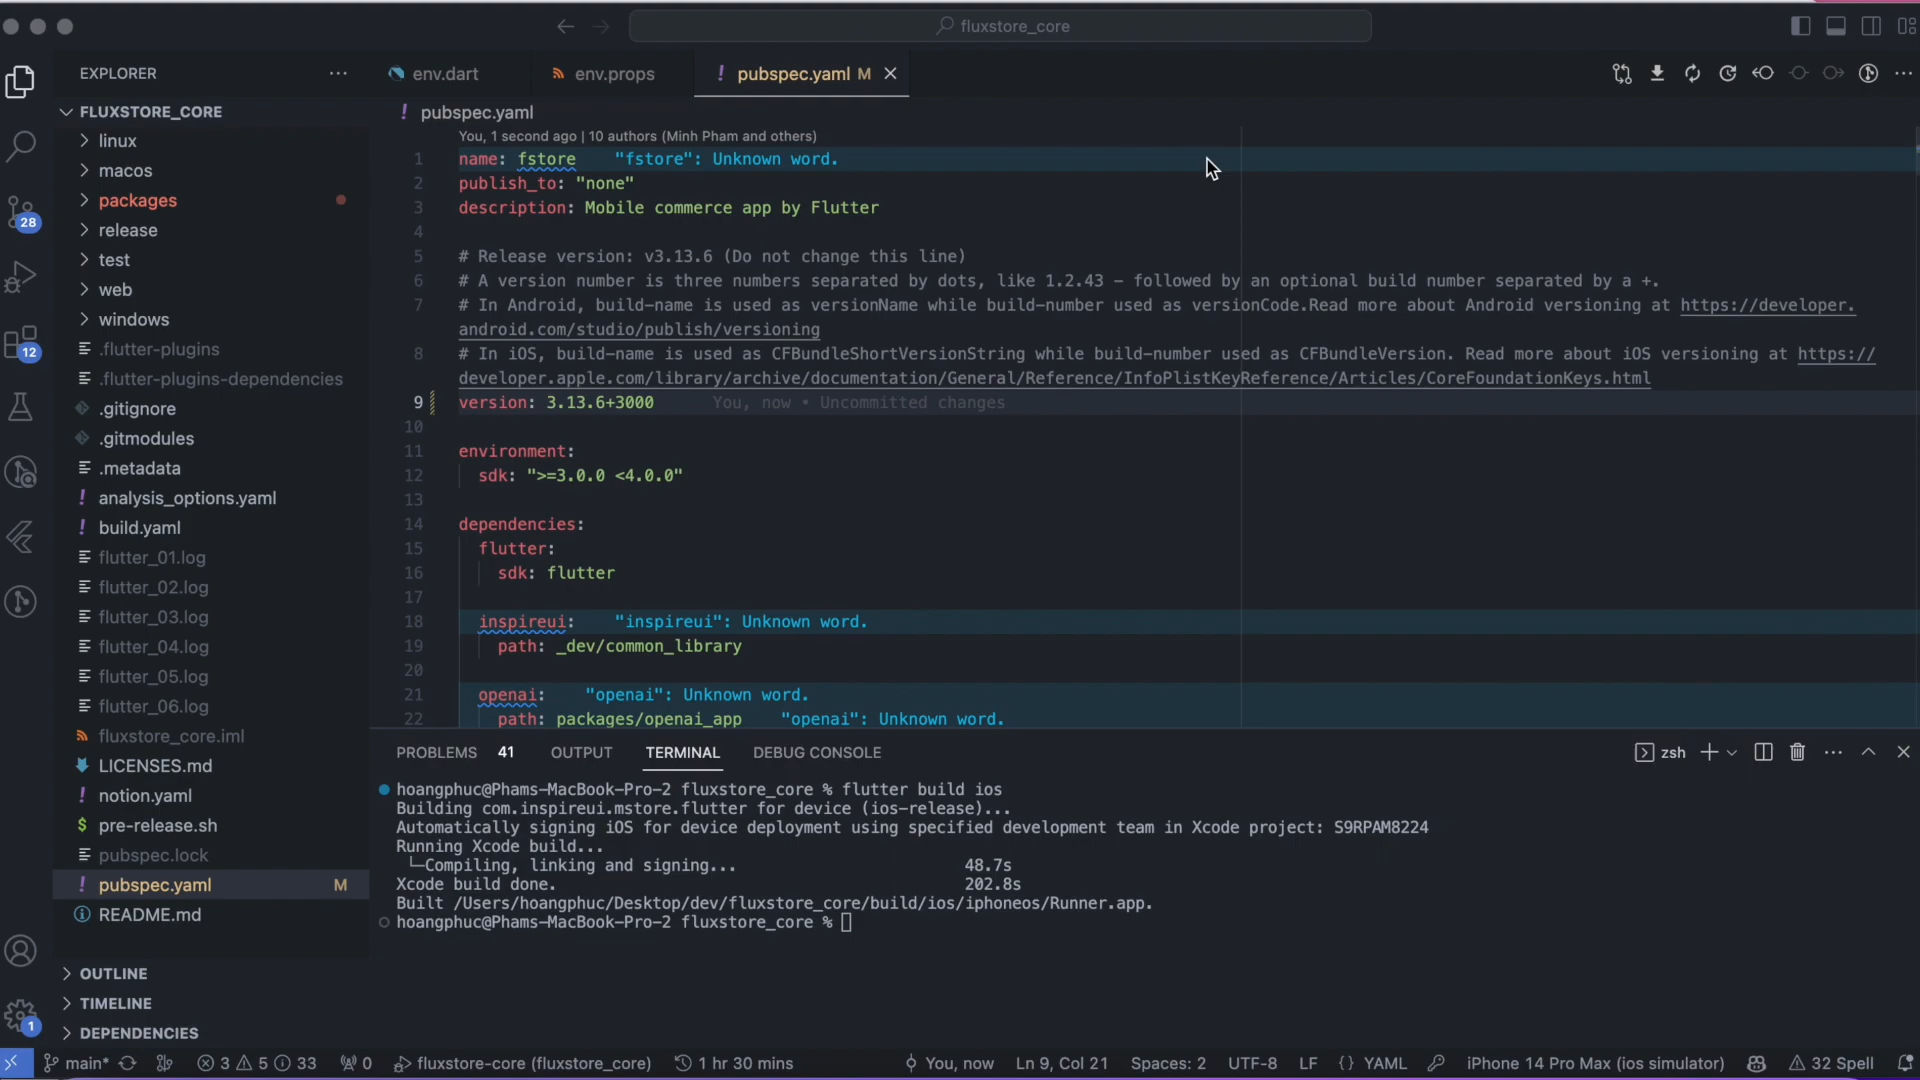 fluxstore_core
EXPLORER
env.dart
env.props
! pubspec.yaml M
FLUXSTORE_CORE
linux
macos
packages
release
test
web
windows
.flutter-plugins
.flutter-plugins-dependencies
.gitignore
.gitmodules
.metadata
! analysis_options.yaml
! build.yaml
flutter_01.log
flutter_02.log
flutter_03.log
flutter_04.log
flutter_05.log
flutter_06.log
fluxstore_core.iml
LICENSES.md
! notion.yaml
$ pre-release.sh
pubspec.lock
! pubspec.yaml M
README.md
OUTLINE
TIMELINE
DEPENDENCIES
28
12
1
! pubspec.yaml
You, 1 second ago | 10 authors (Minh Pham and others)
1 name: fstore "fstore": Unknown word.
2 publish_to: "none"
3 description: Mobile commerce app by Flutter
4
5 # Release version: v3.13.6 (Do not change this line)
6 # A version number is three numbers separated by dots, like 1.2.43 – followed by an optional build number separated by a +.
7 # In Android, build-name is used as versionName while build-number used as versionCode.Read more about Android versioning at https://developer.
android.com/studio/publish/versioning
8 # In iOS, build-name is used as CFBundleShortVersionString while build-number used as CFBundleVersion. Read more about iOS versioning at https://
developer.apple.com/library/archive/documentation/General/Reference/InfoPlistKeyReference/Articles/CoreFoundationKeys.html
9 version: 3.13.6+3000 You, now • Uncommitted changes
10
11 environment:
12 sdk: ">=3.0.0 <4.0.0"
13
14 dependencies:
15 flutter:
16 sdk: flutter
17
18 inspireui: "inspireui": Unknown word.
19 path: _dev/common_library
20
21 openai: "openai": Unknown word.
22 path: packages/openai_app "openai": Unknown word.
PROBLEMS 41 OUTPUT TERMINAL DEBUG CONSOLE
zsh
hoangphuc@Phams-MacBook-Pro-2 fluxstore_core % flutter build ios
Building com.inspireui.mstore.flutter for device (ios-release)...
Automatically signing iOS for device deployment using specified development team in Xcode project: S9RPAM8224
Running Xcode build...
└─Compiling, linking and signing... 48.7s
Xcode build done. 202.8s
Built /Users/hoangphuc/Desktop/dev/fluxstore_core/build/ios/iphoneos/Runner.app.
hoangphuc@Phams-MacBook-Pro-2 fluxstore_core %
main* 3 5 33 0 fluxstore-core (fluxstore_core) 1 hr 30 mins You, now Ln 9, Col 21 Spaces: 2 UTF-8 LF {} YAML iPhone 14 Pro Max (ios simulator) 32 Spell